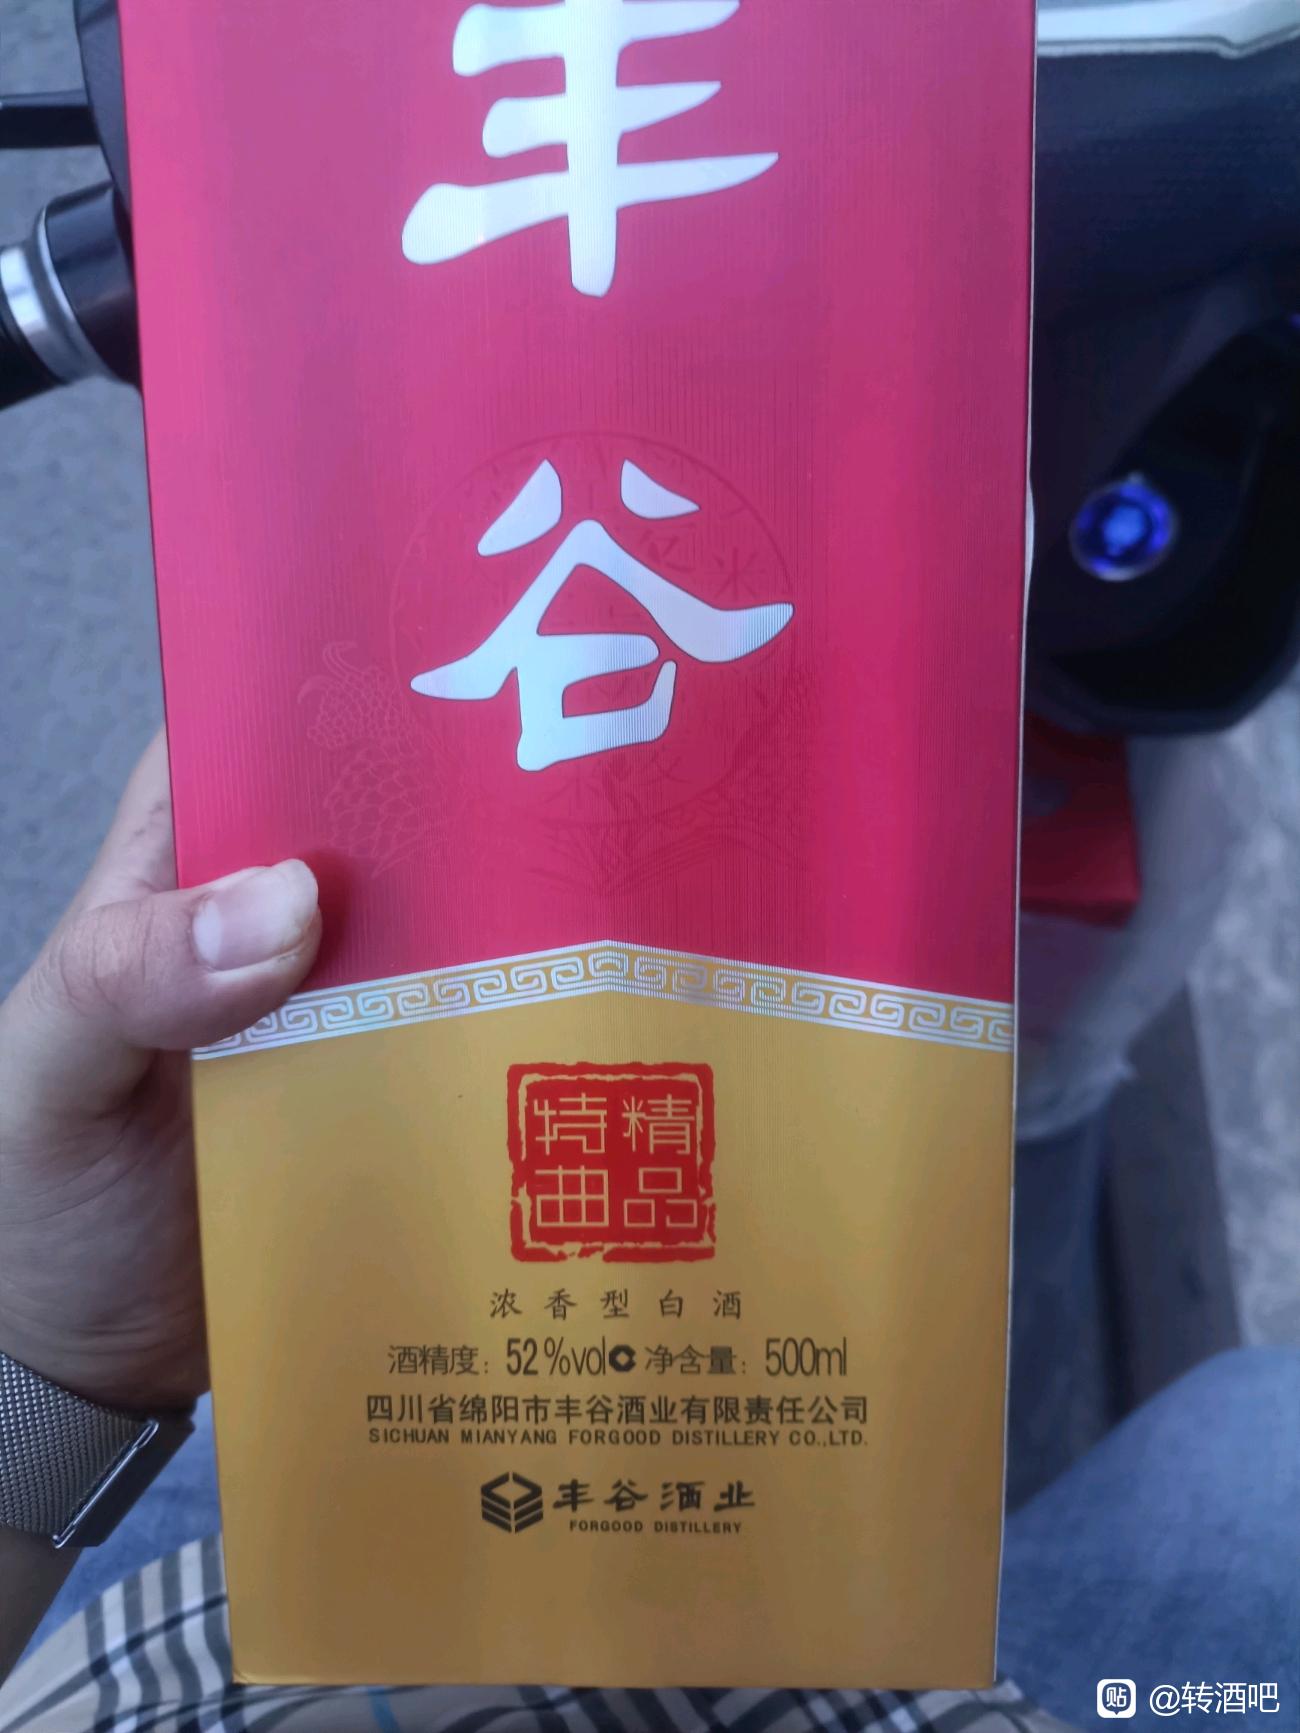 丰
谷
精品
特曲
浓香型白酒
酒精度：52%vol 净含量：500ml
四川省绵阳市丰谷酒业有限责任公司
SICHUAN MIANYANG FORGOOD DISTILLERY CO.,LTD.
丰谷酒业
FORGOOD DISTILLERY
贴 @转酒吧